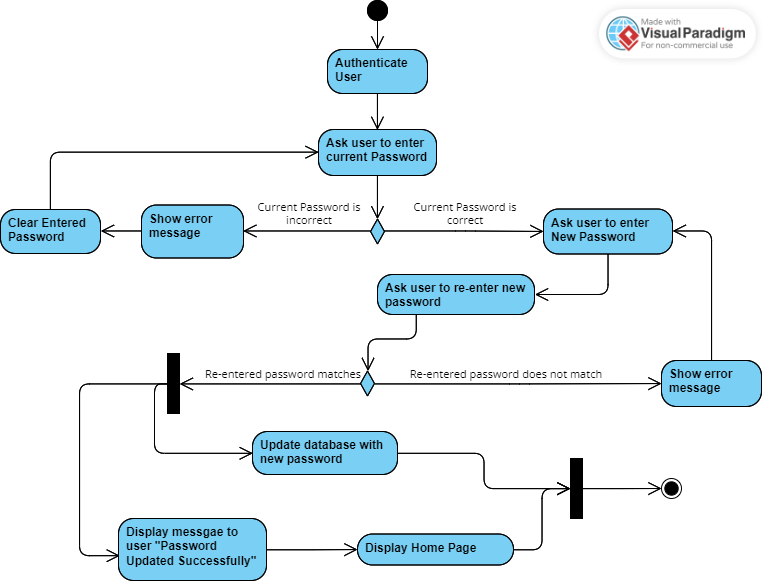 Made with
Visual Paradigm
For non-commercial use
Authenticate
User
Ask user to enter
current Password
Current Password is
incorrect
Current Password is
correct
Clear Entered
Password
Show error
message
Ask user to enter
New Password
Ask user to re-enter new
password
Re-entered password matches
Re-entered password does not match
Show error
message
Update database with
new password
Display messgae to
user "Password
Updated Successfully"
Display Home Page